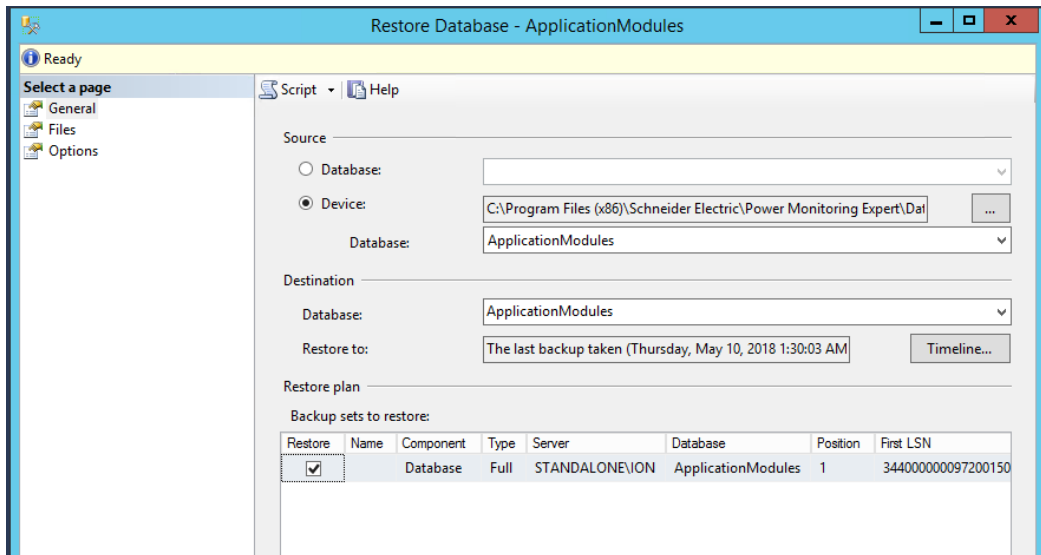 Restore Database - ApplicationModules
Ready
Select a page
General
Files
Options
Script Help
Source
Database:
Device: C:\Program Files (x86)\Schneider Electric\Power Monitoring Expert\Dat ...
Database: ApplicationModules
Destination
Database: ApplicationModules
Restore to: The last backup taken (Thursday, May 10, 2018 1:30:03 AM Timeline...
Restore plan
Backup sets to restore:
Restore Name Component Type Server Database Position First LSN
Database Full STANDALONE\ION ApplicationModules 1 344000000097200150